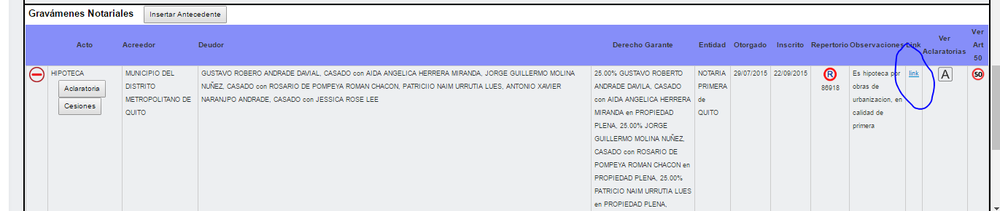 Gravámenes Notariales Insertar Antecedente
Acto Acreedor Deudor Derecho Garante Entidad Otorgado Inscrito Repertorio Observaciones Link Ver Aclaratorias Ver Art 50
HIPOTECA
Aclaratoria
Cesiones
MUNICIPIO DEL
DISTRITO
METROPOLITANO DE
QUITO
GUSTAVO ROBERO ANDRADE DAVIAL, CASADO con AIDA ANGELICA HERRERA MIRANDA, JORGE GUILLERMO MOLINA
NUÑEZ, CASADO con ROSARIO DE POMPEYA ROMAN CHACON, PATRICIIO NAIM URRUTIA LUES, ANTONIO XAVIER
NARANJPO ANDRADE, CASADO con JESSICA ROSE LEE
25.00% GUSTAVO ROBERTO
ANDRADE DAVILA, CASADO
con AIDA ANGELICA HERRERA
MIRANDA en PROPIEDAD
PLENA, 25.00% JORGE
GUILLERMO MOLINA NUÑEZ,
CASADO con ROSARIO DE
POMPEYA ROMAN CHACON en
PROPIEDAD PLENA, 25.00%
PATRICIO NAIM URRUTIA LUES
en PROPIEDAD PLENA,
NOTARIA
PRIMERA
de
QUITO
29/07/2015
22/09/2015
R
86918
Es hipoteca por
obras de
urbanizacion, en
calidad de
primera
link
A
50